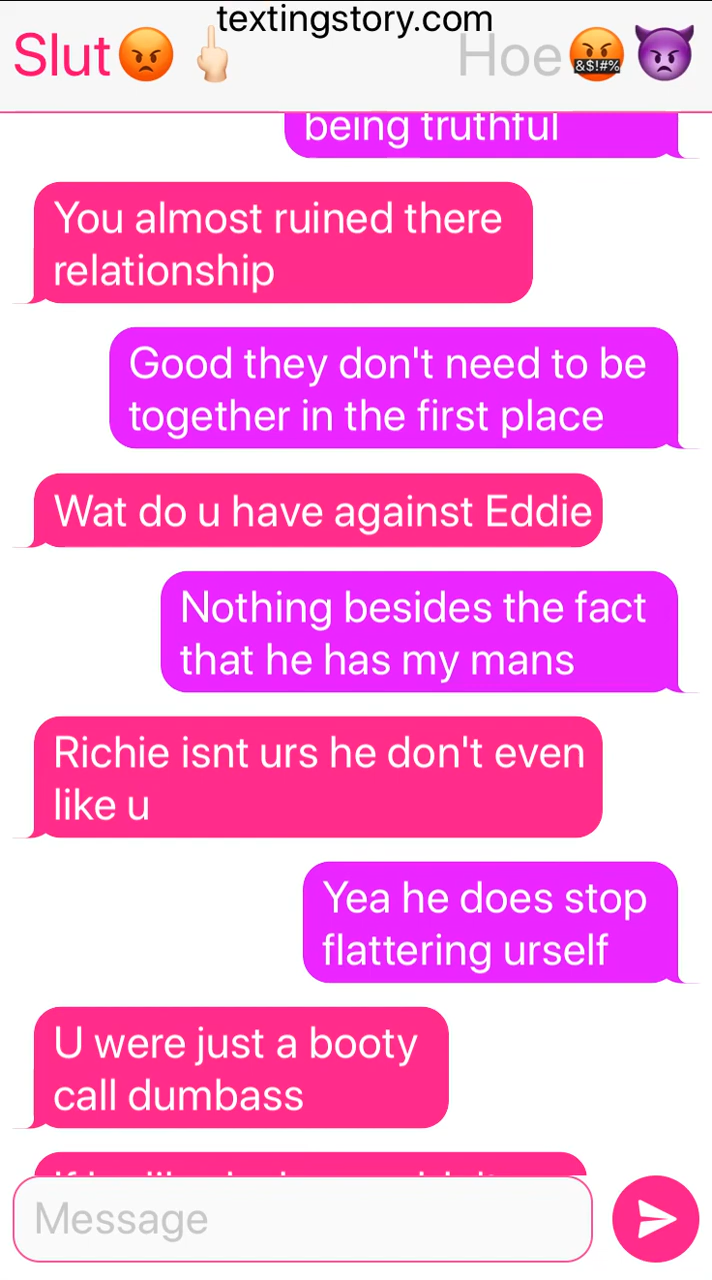 textingstory.com
Slut😡🖕🏻 Hoe🤬👿
being truthful
You almost ruined there
relationship
Good they don't need to be
together in the first place
Wat do u have against Eddie
Nothing besides the fact
that he has my mans
Richie isnt urs he don't even
like u
Yea he does stop
flattering urself
U were just a booty
call dumbass
Message